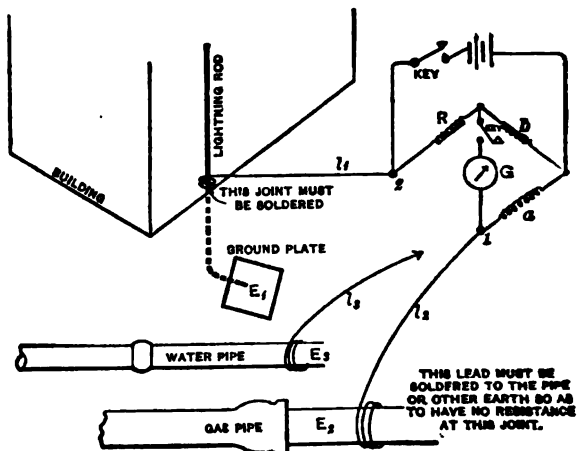 LIGHTNING ROD
BUILDING
KEY
R
KEY
b
l1
2
THIS JOINT MUST
BE SOLDERED
G
a
1
GROUND PLATE
E1
l3
l2
WATER PIPE
E3
THIS LEAD MUST BE
SOLDERED TO THE PIPE
OR OTHER EARTH SO AS
TO HAVE NO RESISTANCE
AT THIS JOINT.
GAS PIPE
E2